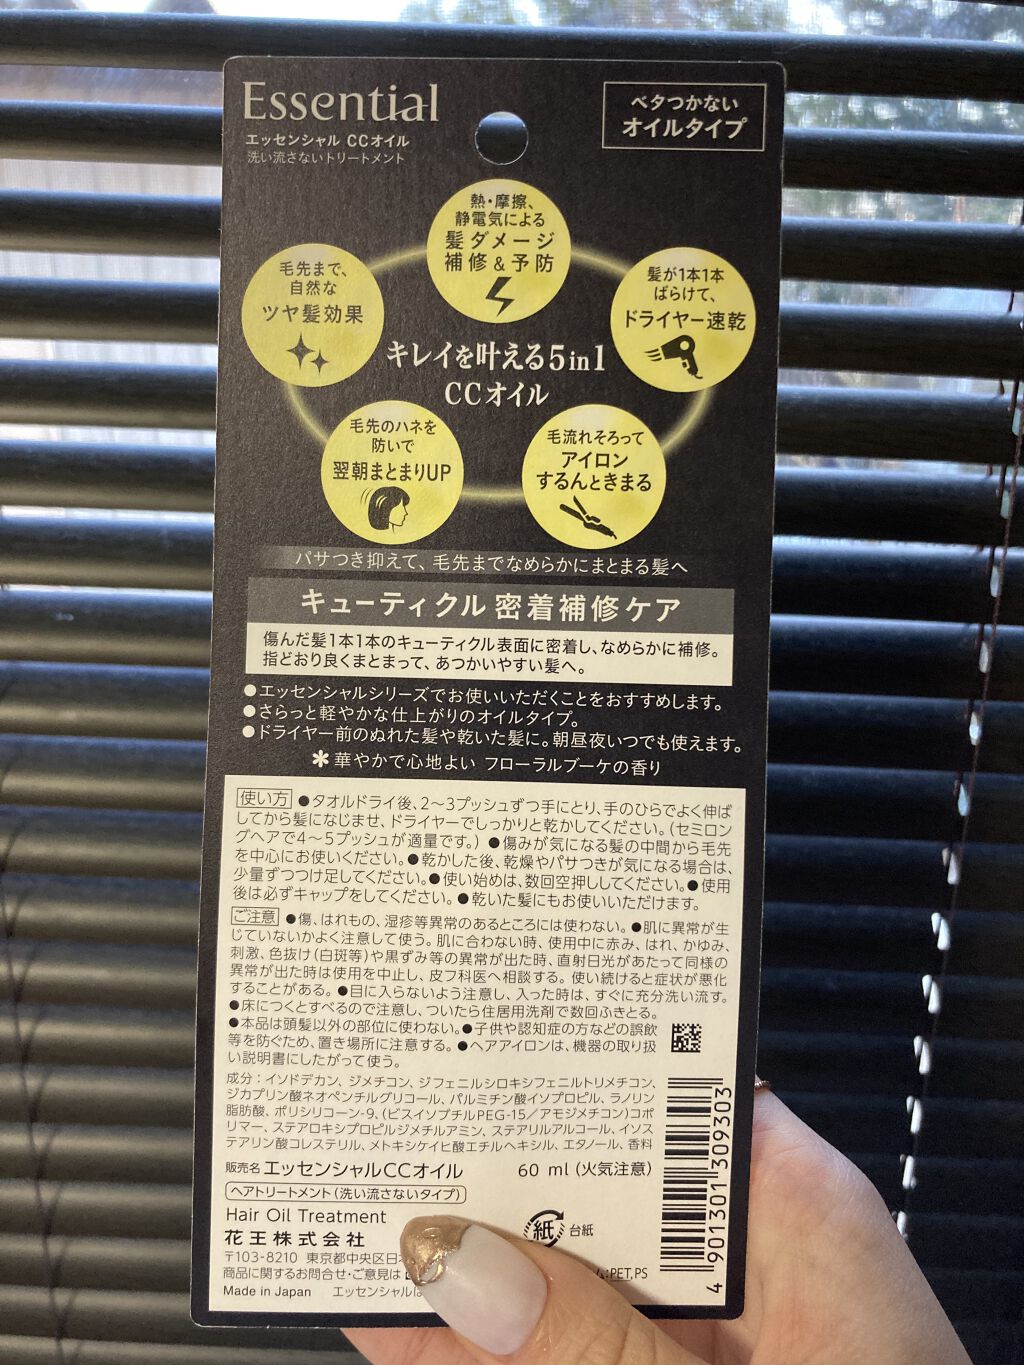 Essential
エッセンシャル CCオイル
洗い流さないトリートメント
ベタつかない
オイルタイプ
熱・摩擦、
静電気による
髪ダメージ
補修&予防
毛先まで、
自然な
ツヤ髪効果
髪が1本1本
ばらけて、
ドライヤー速乾
キレイを叶える5in1
CCオイル
毛先のハネを
防いで
翌朝まとまりUP
毛流れそろって
アイロン
するんときまる
パサつき抑えて、毛先までなめらかにまとまる髪へ
キューティクル 密着補修ケア
傷んだ髪1本1本のキューティクル表面に密着し、なめらかに補修。
指どおり良くまとまって、あつかいやすい髪へ。
●エッセンシャルシリーズでお使いいただくことをおすすめします。
●さらっと軽やかな仕上がりのオイルタイプ。
●ドライヤー前のぬれた髪や乾いた髪に。朝昼夜いつでも使えます。
＊華やかで心地よい フローラルブーケの香り
使い方 ●タオルドライ後、2～3プッシュずつ手にとり、手のひらでよく伸ば
してから髪になじませ、ドライヤーでしっかりと乾かしてください。(セミロン
グヘアで4～5プッシュが適量です。) ●傷みが気になる髪の中間から毛先
を中心にお使いください。●乾かした後、乾燥やパサつきが気になる場合は、
少量ずつつけ足してください。●使い始めは、数回空押ししてください。●使用
後は必ずキャップをしてください。●乾いた髪にもお使いいただけます。
ご注意 ●傷、はれもの、湿疹等異常のあるところには使わない。●肌に異常が生
じていないかよく注意して使う。肌に合わない時、使用中に赤み、はれ、かゆみ、
刺激、色抜け(白斑等)や黒ずみ等の異常が出た時、直射日光があたって同様の
異常が出た時は使用を中止し、皮フ科医へ相談する。使い続けると症状が悪化
することがある。●目に入らないよう注意し、入った時は、すぐに充分洗い流す。
●床につくとすべるので注意し、ついたら住居用洗剤で数回ふきとる。
●本品は頭髪以外の部位に使わない。●子供や認知症の方などの誤飲
等を防ぐため、置き場所に注意する。●ヘアアイロンは、機器の取り扱
い説明書にしたがって使う。
成分：イソドデカン、ジメチコン、ジフェニルシロキシフェニルトリメチコン、
ジカプリン酸ネオペンチルグリコール、パルミチン酸イソプロピル、ラノリン
脂肪酸、ポリシリコーン-9、(ビスイソブチルPEG-15／アモジメチコン)コポ
リマー、ステアロキシプロピルジメチルアミン、ステアリルアルコール、イソス
テアリン酸コレステリル、メトキシケイヒ酸エチルヘキシル、エタノール、香料
販売名 エッセンシャルCCオイル 60 ml (火気注意)
ヘアトリートメント(洗い流さないタイプ)
Hair Oil Treatment
花王株式会社
紙 台紙
〒103-8210 東京都中央区日
商品に関するお問合せ・ご意見は
ム:PET,PS
Made in Japan エッセンシャルは
4 901301 309303